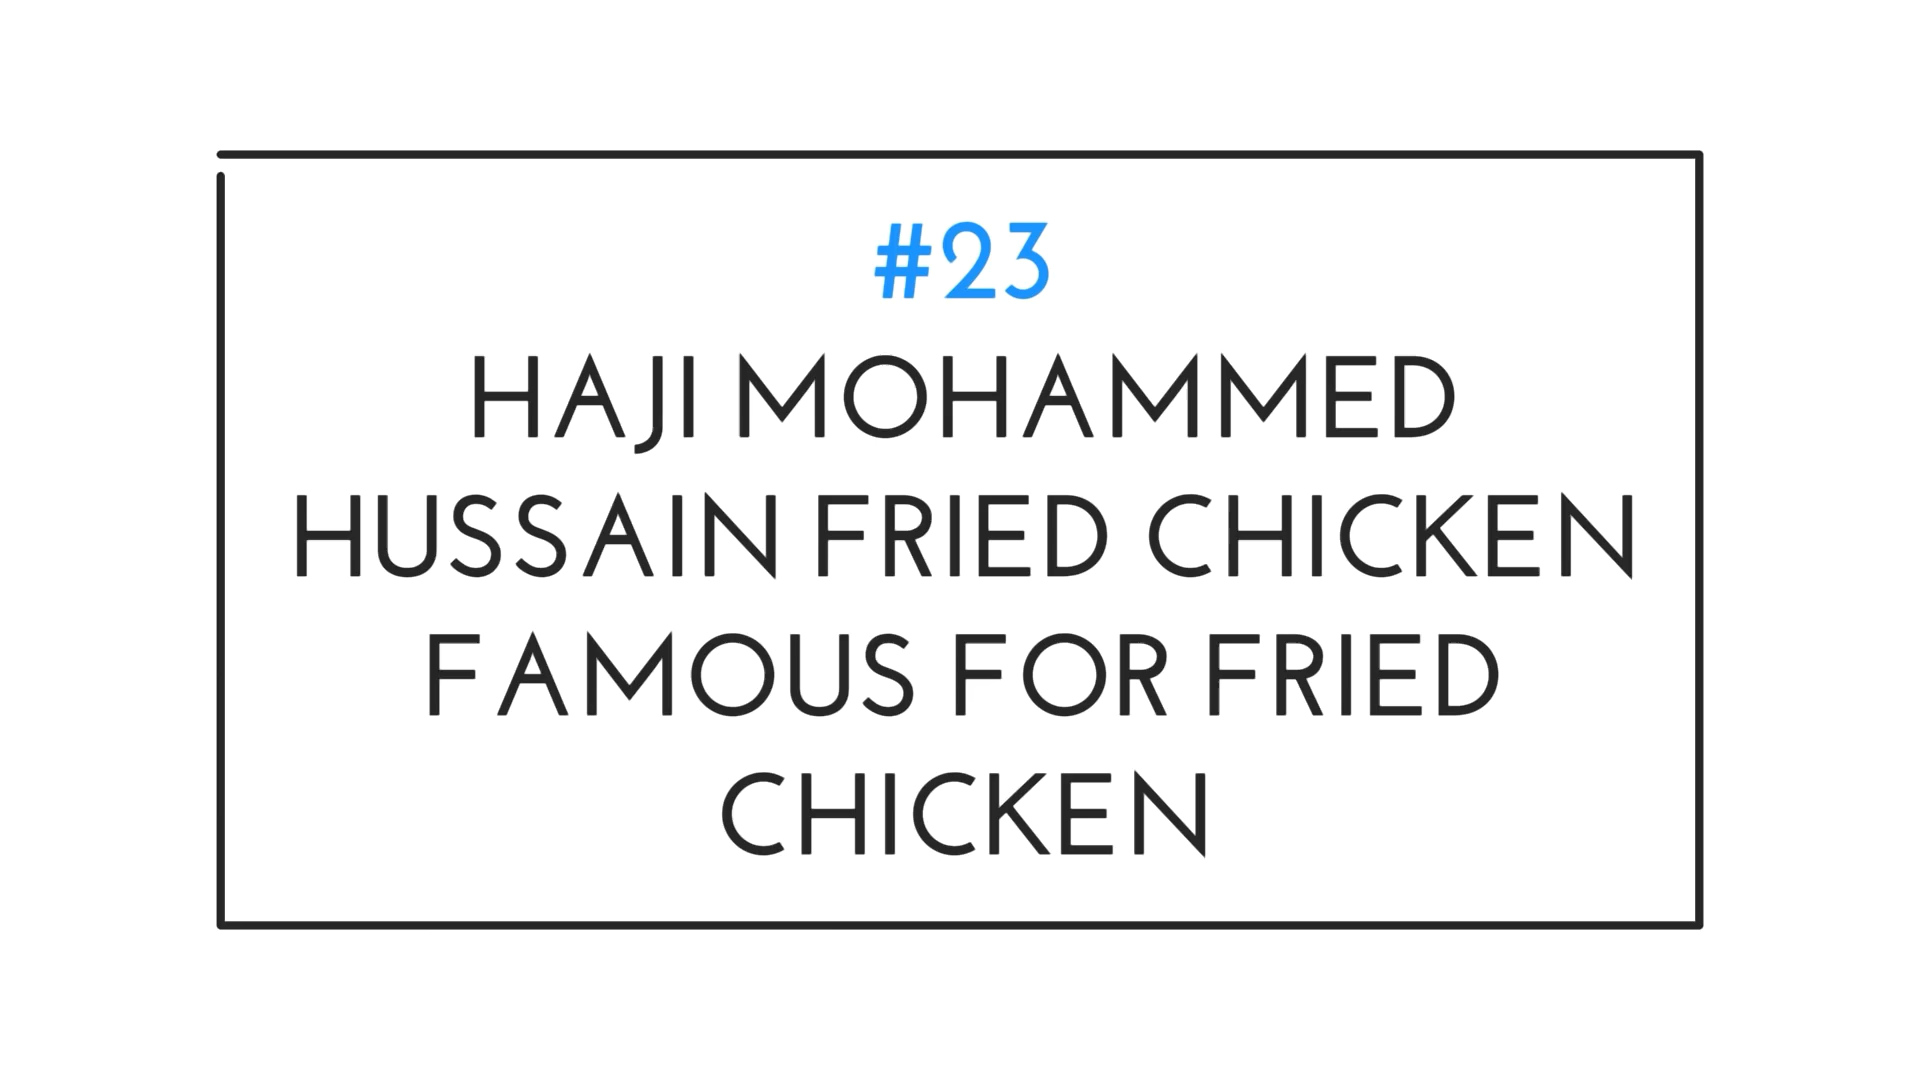 #23
HAJI MOHAMMED
HUSSAIN FRIED CHICKEN
FAMOUS FOR FRIED
CHICKEN